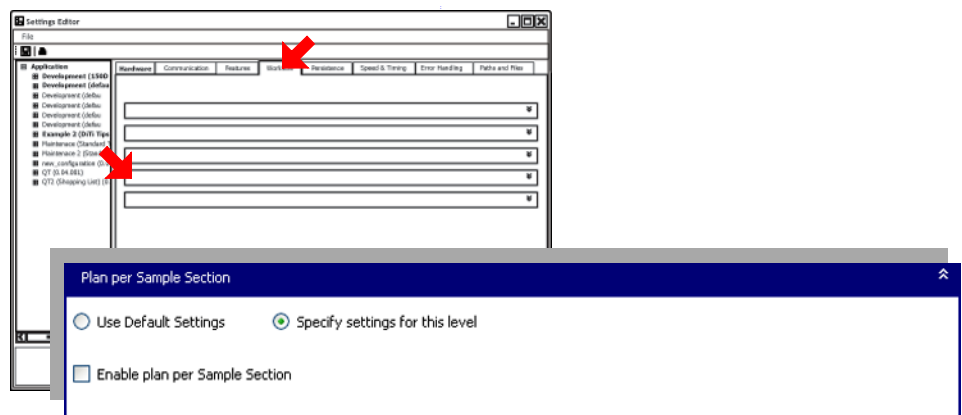 Settings Editor
File
Application
Development (150D
Development (defau
Development (defau
Development (defau
Development (defau
Development (defau
Example 2 (DiTi Tips
Maintenace (Standard
Maintenace 2 (Stan
new_configuration (0.
QT (0.04.001)
QT2 (Shopping List) (0
Hardware Communication Features Persistence Speed & Timing Error Handling Paths and Files
Plan per Sample Section
Use Default Settings Specify settings for this level
Enable plan per Sample Section